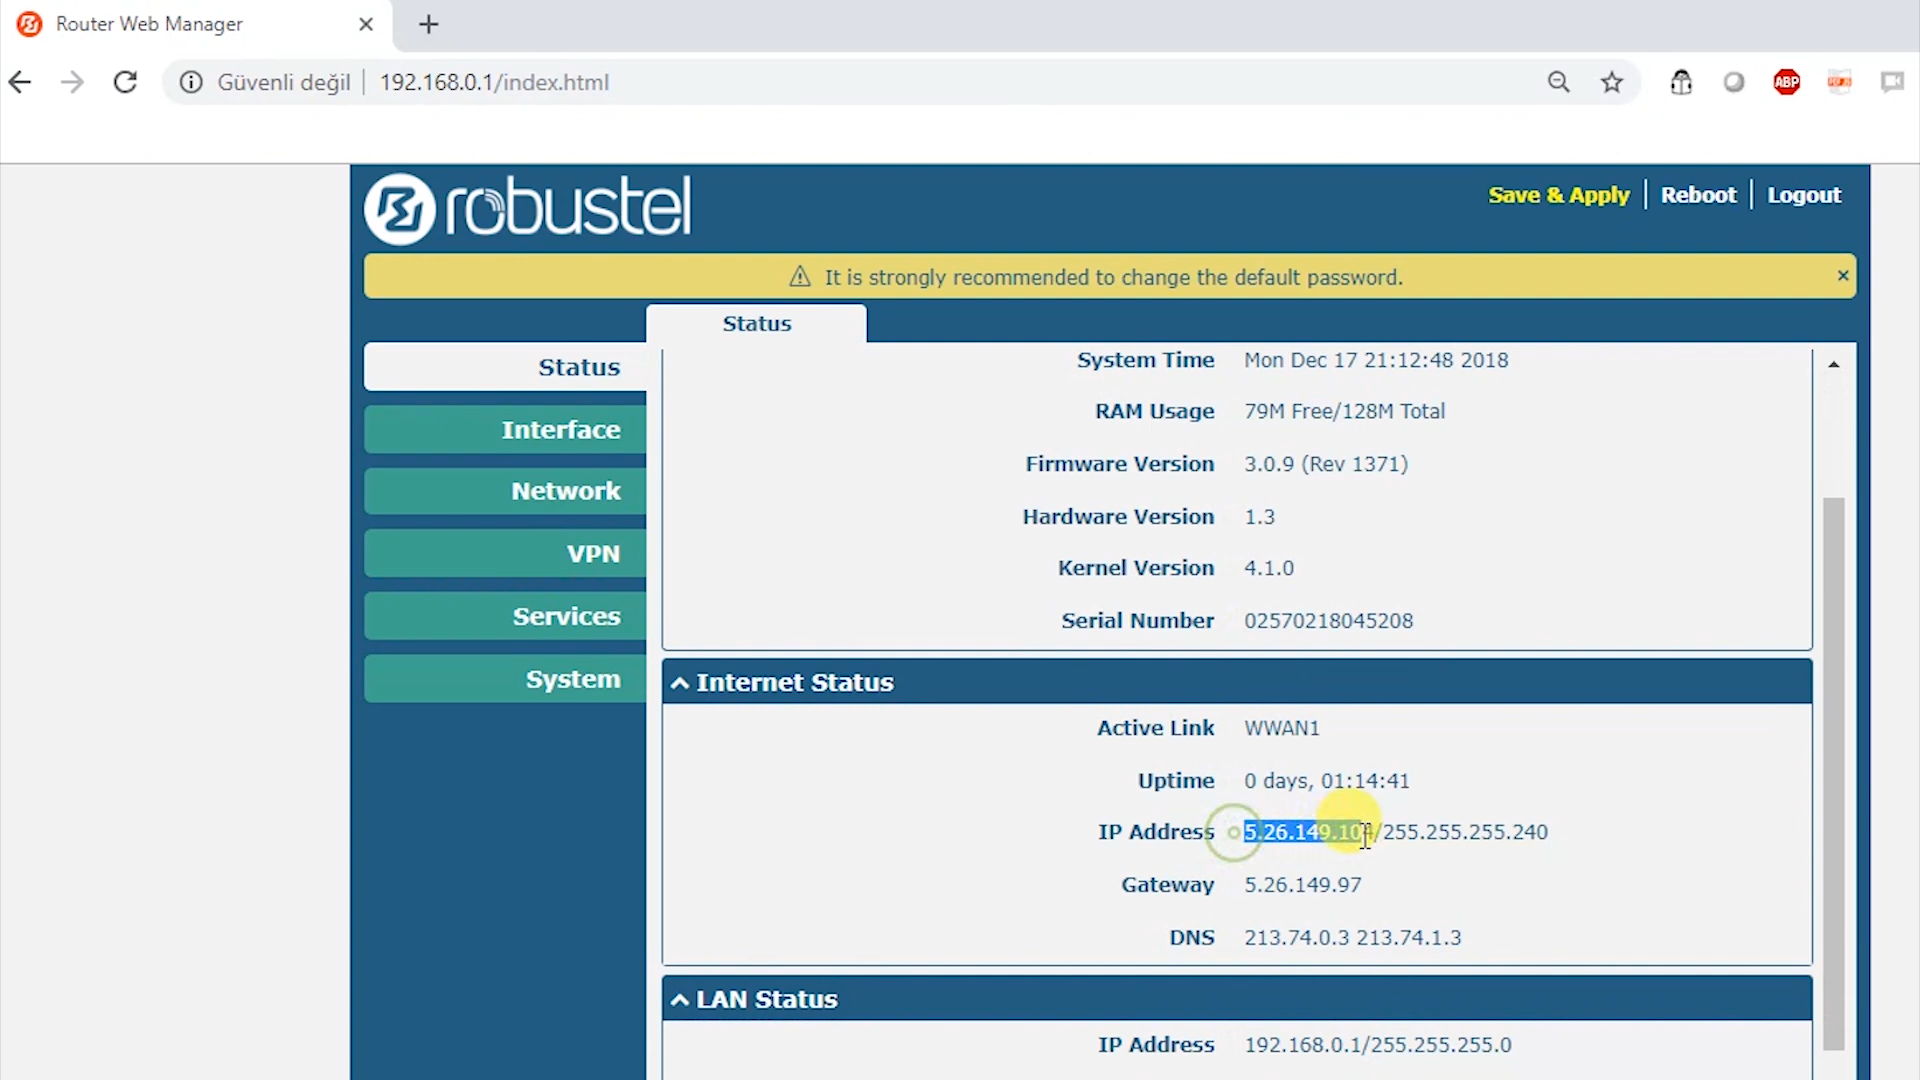 Router Web Manager
Güvenli değil 192.168.0.1/index.html
ABP
robustel
Save & Apply Reboot Logout
It is strongly recommended to change the default password.
Status
Status
Interface
Network
VPN
Services
System
System Time Mon Dec 17 21:12:48 2018
RAM Usage 79M Free/128M Total
Firmware Version 3.0.9 (Rev 1371)
Hardware Version 1.3
Kernel Version 4.1.0
Serial Number 02570218045208
Internet Status
Active Link WWAN1
Uptime 0 days, 01:14:41
IP Address 5.26.149.104/255.255.255.240
Gateway 5.26.149.97
DNS 213.74.0.3 213.74.1.3
LAN Status
IP Address 192.168.0.1/255.255.255.0